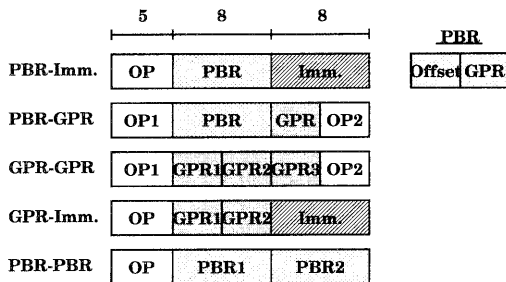 5 8 8
PBR
PBR-Imm. OP PBR Imm. Offset GPR
PBR-GPR OP1 PBR GPR OP2
GPR-GPR OP1 GPR1 GPR2 GPR3 OP2
GPR-Imm. OP GPR1 GPR2 Imm.
PBR-PBR OP PBR1 PBR2